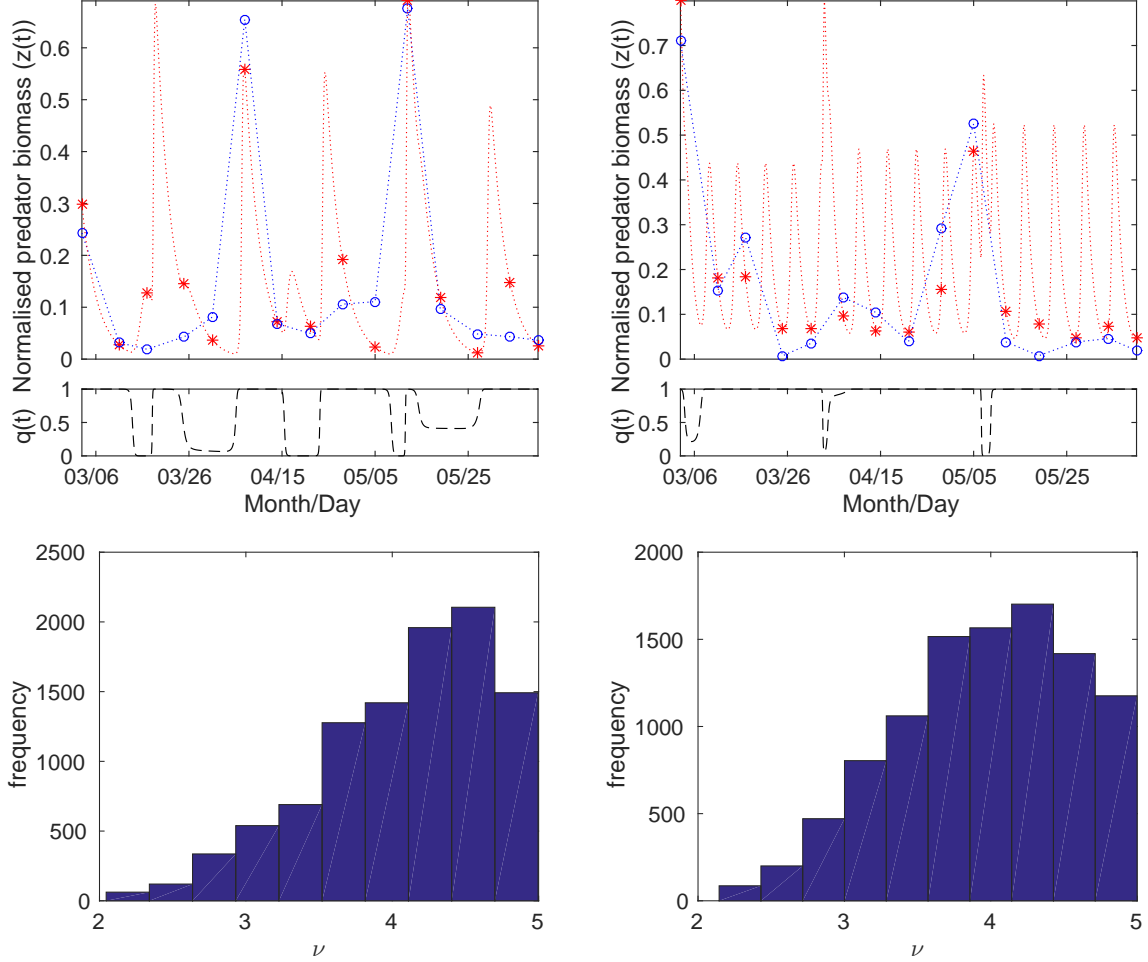 Normalised predator biomass (z(t))
0.6
0.5
0.4
0.3
0.2
0.1
0
q(t)
1
0.5
0
03/06 03/26 04/15 05/05 05/25
Month/Day
Normalised predator biomass (z(t))
0.7
0.6
0.5
0.4
0.3
0.2
0.1
0
q(t)
1
0.5
0
03/06 03/26 04/15 05/05 05/25
Month/Day
frequency
2500
2000
1500
1000
500
0
2 3 4 5
ν
frequency
2000
1500
1000
500
0
2 3 4 5
ν